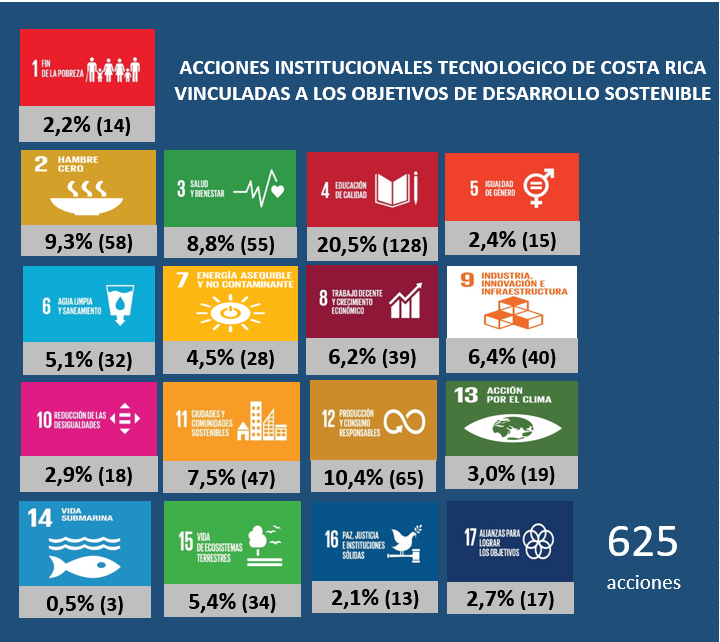 1 FIN
DE LA POBREZA
ACCIONES INSTITUCIONALES TECNOLOGICO DE COSTA RICA
VINCULADAS A LOS OBJETIVOS DE DESARROLLO SOSTENIBLE
2,2% (14)
2 HAMBRE
CERO
9,3% (58)
3 SALUD
Y BIENESTAR
8,8% (55)
4 EDUCACIÓN
DE CALIDAD
20,5% (128)
5 IGUALDAD
DE GÉNERO
2,4% (15)
6 AGUA LIMPIA
Y SANEAMIENTO
5,1% (32)
7 ENERGÍA ASEQUIBLE
Y NO CONTAMINANTE
4,5% (28)
8 TRABAJO DECENTE
Y CRECIMIENTO
ECONÓMICO
6,2% (39)
9 INDUSTRIA,
INNOVACIÓN E
INFRAESTRUCTURA
6,4% (40)
10 REDUCCIÓN DE LAS
DESIGUALDADES
2,9% (18)
11 CIUDADES Y
COMUNIDADES
SOSTENIBLES
7,5% (47)
12 PRODUCCIÓN
Y CONSUMO
RESPONSABLES
10,4% (65)
13 ACCIÓN
POR EL CLIMA
3,0% (19)
14 VIDA
SUBMARINA
0,5% (3)
15 VIDA
DE ECOSISTEMAS
TERRESTRES
5,4% (34)
16 PAZ, JUSTICIA
E INSTITUCIONES
SÓLIDAS
2,1% (13)
17 ALIANZAS PARA
LOGRAR
LOS OBJETIVOS
2,7% (17)
625
acciones